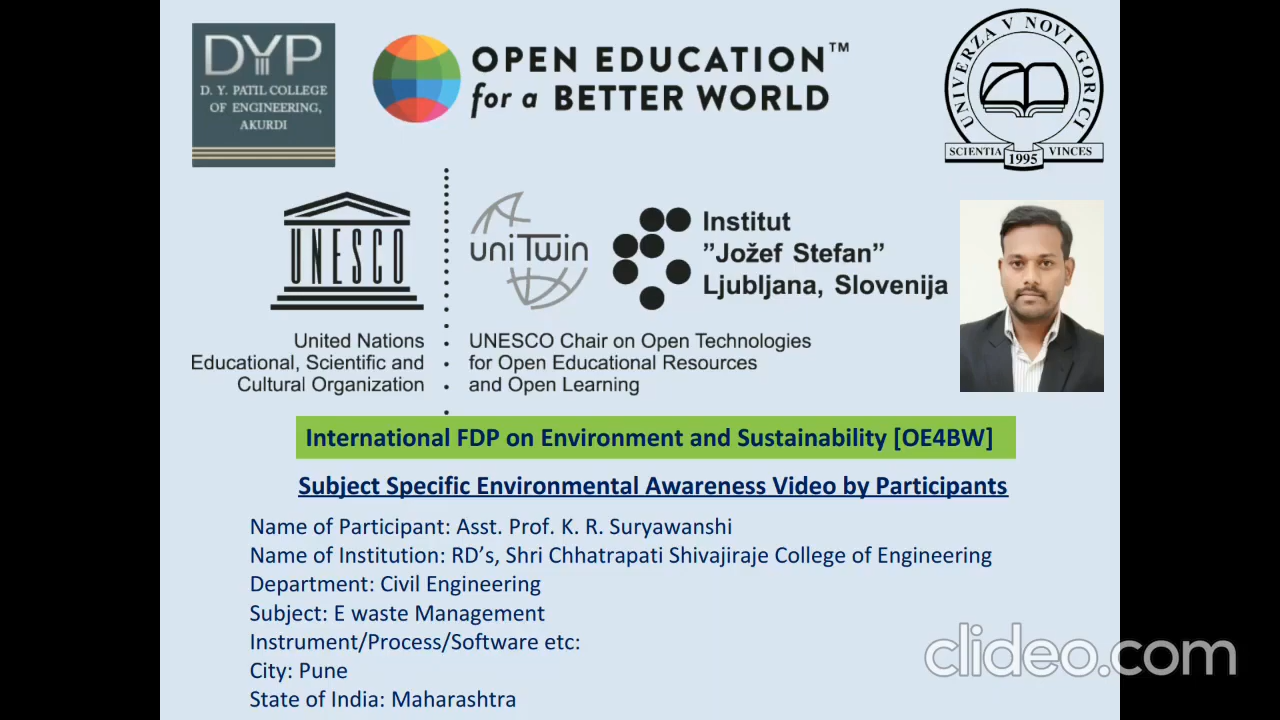 DYP
D. Y. PATIL COLLEGE
OF ENGINEERING,
AKURDI
OPEN EDUCATION™
for a BETTER WORLD
UNIVERZA V NOVI GORICI
SCIENTIA 1995 VINCES
UNESCO
United Nations
Educational, Scientific and
Cultural Organization
uniTwin
Institut
”Jožef Stefan”
Ljubljana, Slovenija
UNESCO Chair on Open Technologies
for Open Educational Resources
and Open Learning
International FDP on Environment and Sustainability [OE4BW]
Subject Specific Environmental Awareness Video by Participants
Name of Participant: Asst. Prof. K. R. Suryawanshi
Name of Institution: RD’s, Shri Chhatrapati Shivajiraje College of Engineering
Department: Civil Engineering
Subject: E waste Management
Instrument/Process/Software etc:
City: Pune
State of India: Maharashtra
clideo.com